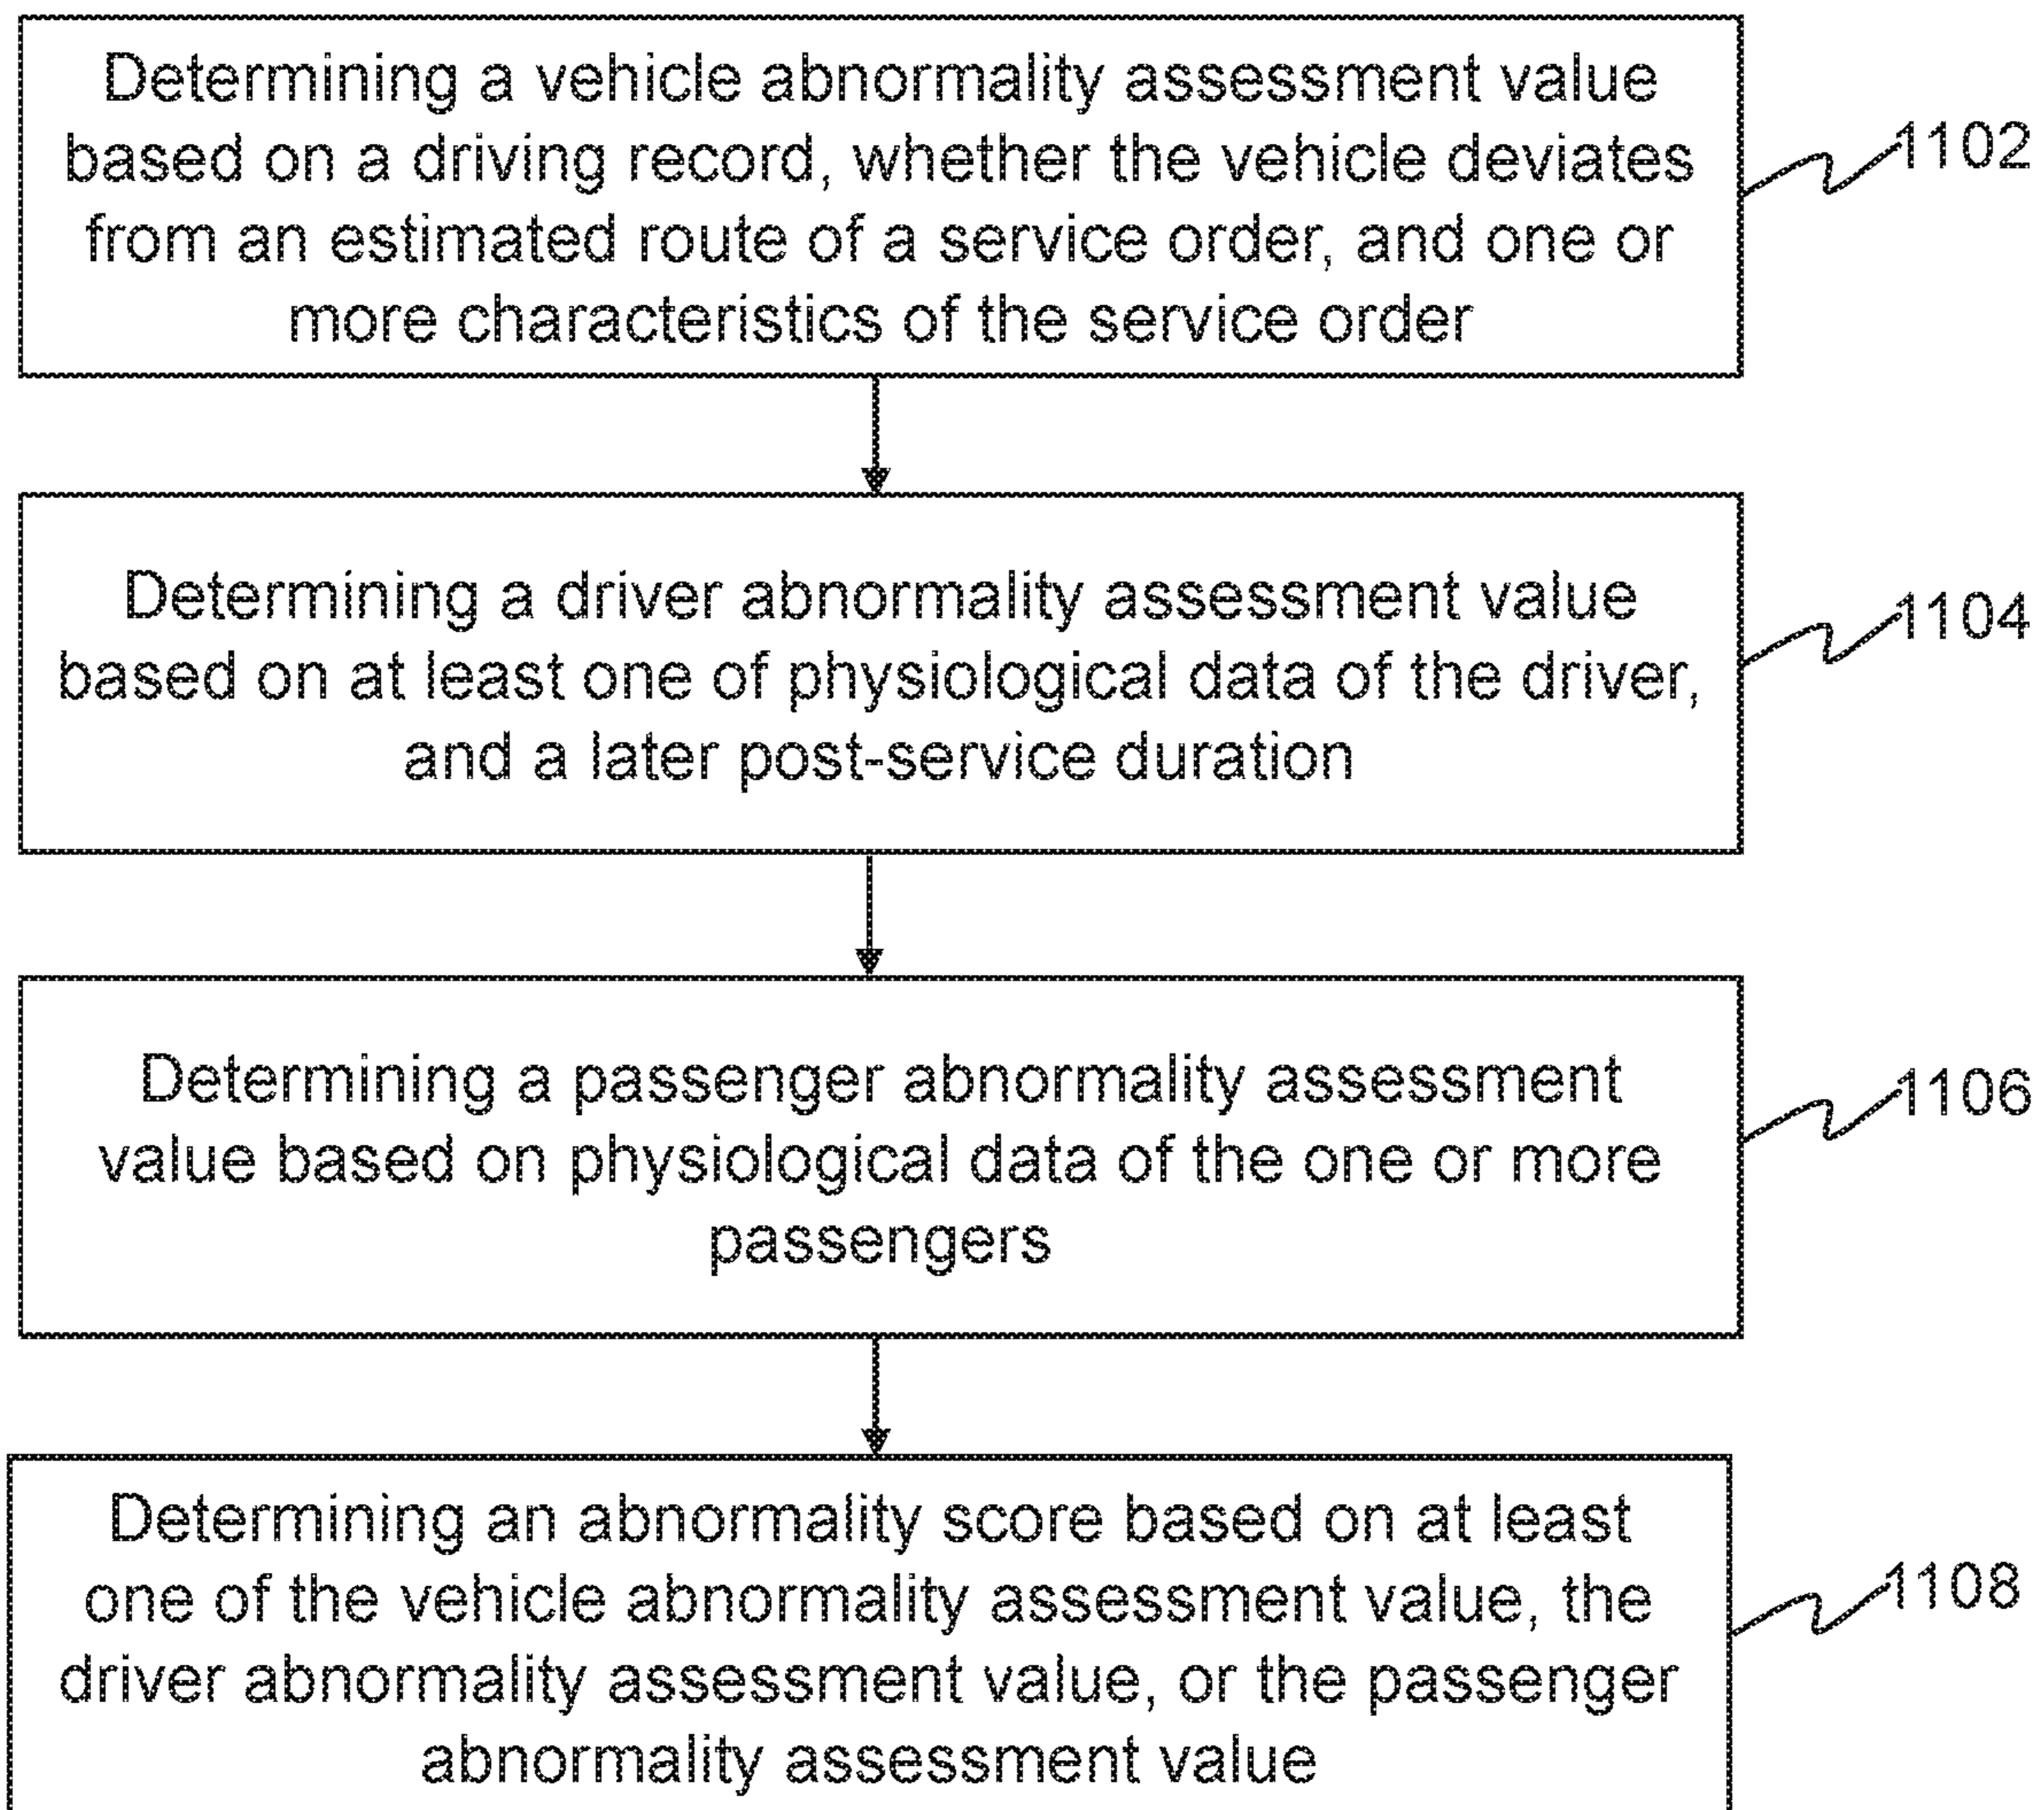 Determining a vehicle abnormality assessment value
based on a driving record, whether the vehicle deviates
from an estimated route of a service order, and one or
more characteristics of the service order
1102
Determining a driver abnormality assessment value
based on at least one of physiological data of the driver,
and a later post-service duration
1104
Determining a passenger abnormality assessment
value based on physiological data of the one or more
passengers
1106
Determining an abnormality score based on at least
one of the vehicle abnormality assessment value, the
driver abnormality assessment value, or the passenger
abnormality assessment value
1108